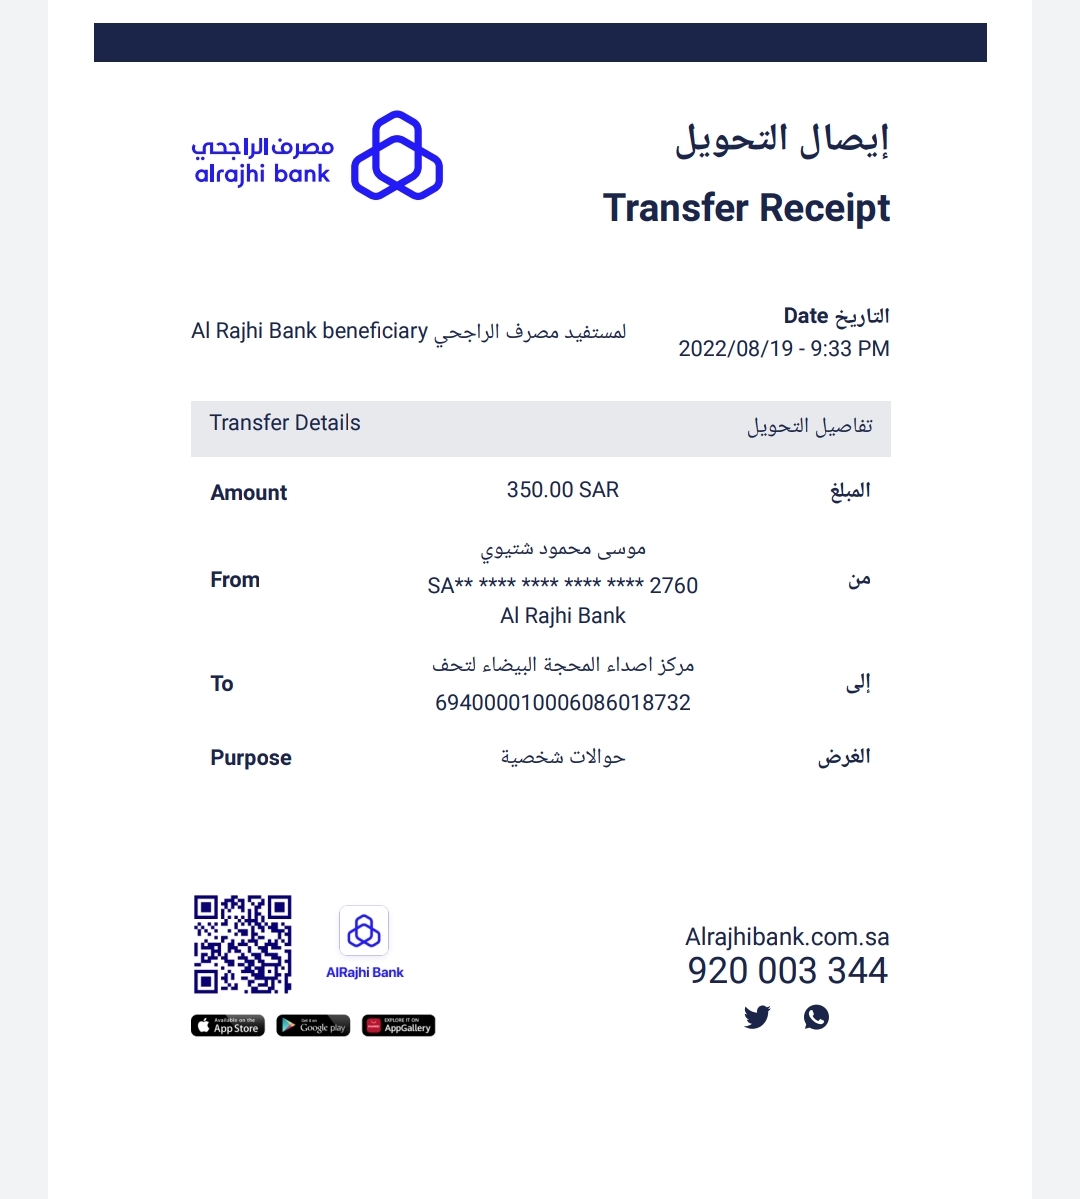 مصرف الراجحي
alrajhi bank
إيصال التحويل
Transfer Receipt
Al Rajhi Bank beneficiary لمستفيد مصرف الراجحي
Date التاريخ
2022/08/19 - 9:33 PM
Transfer Details تفاصيل التحويل
Amount 350.00 SAR المبلغ
موسى محمود شتيوي
From SA** **** **** **** **** 2760 من
Al Rajhi Bank
مركز اصداء المحجة البيضاء لتحف
To 694000010006086018732 إلى
Purpose حوالات شخصية الغرض
AlRajhi Bank
Available on the
App Store
Get it on
Google play
EXPLORE IT ON
AppGallery
Alrajhibank.com.sa
920 003 344